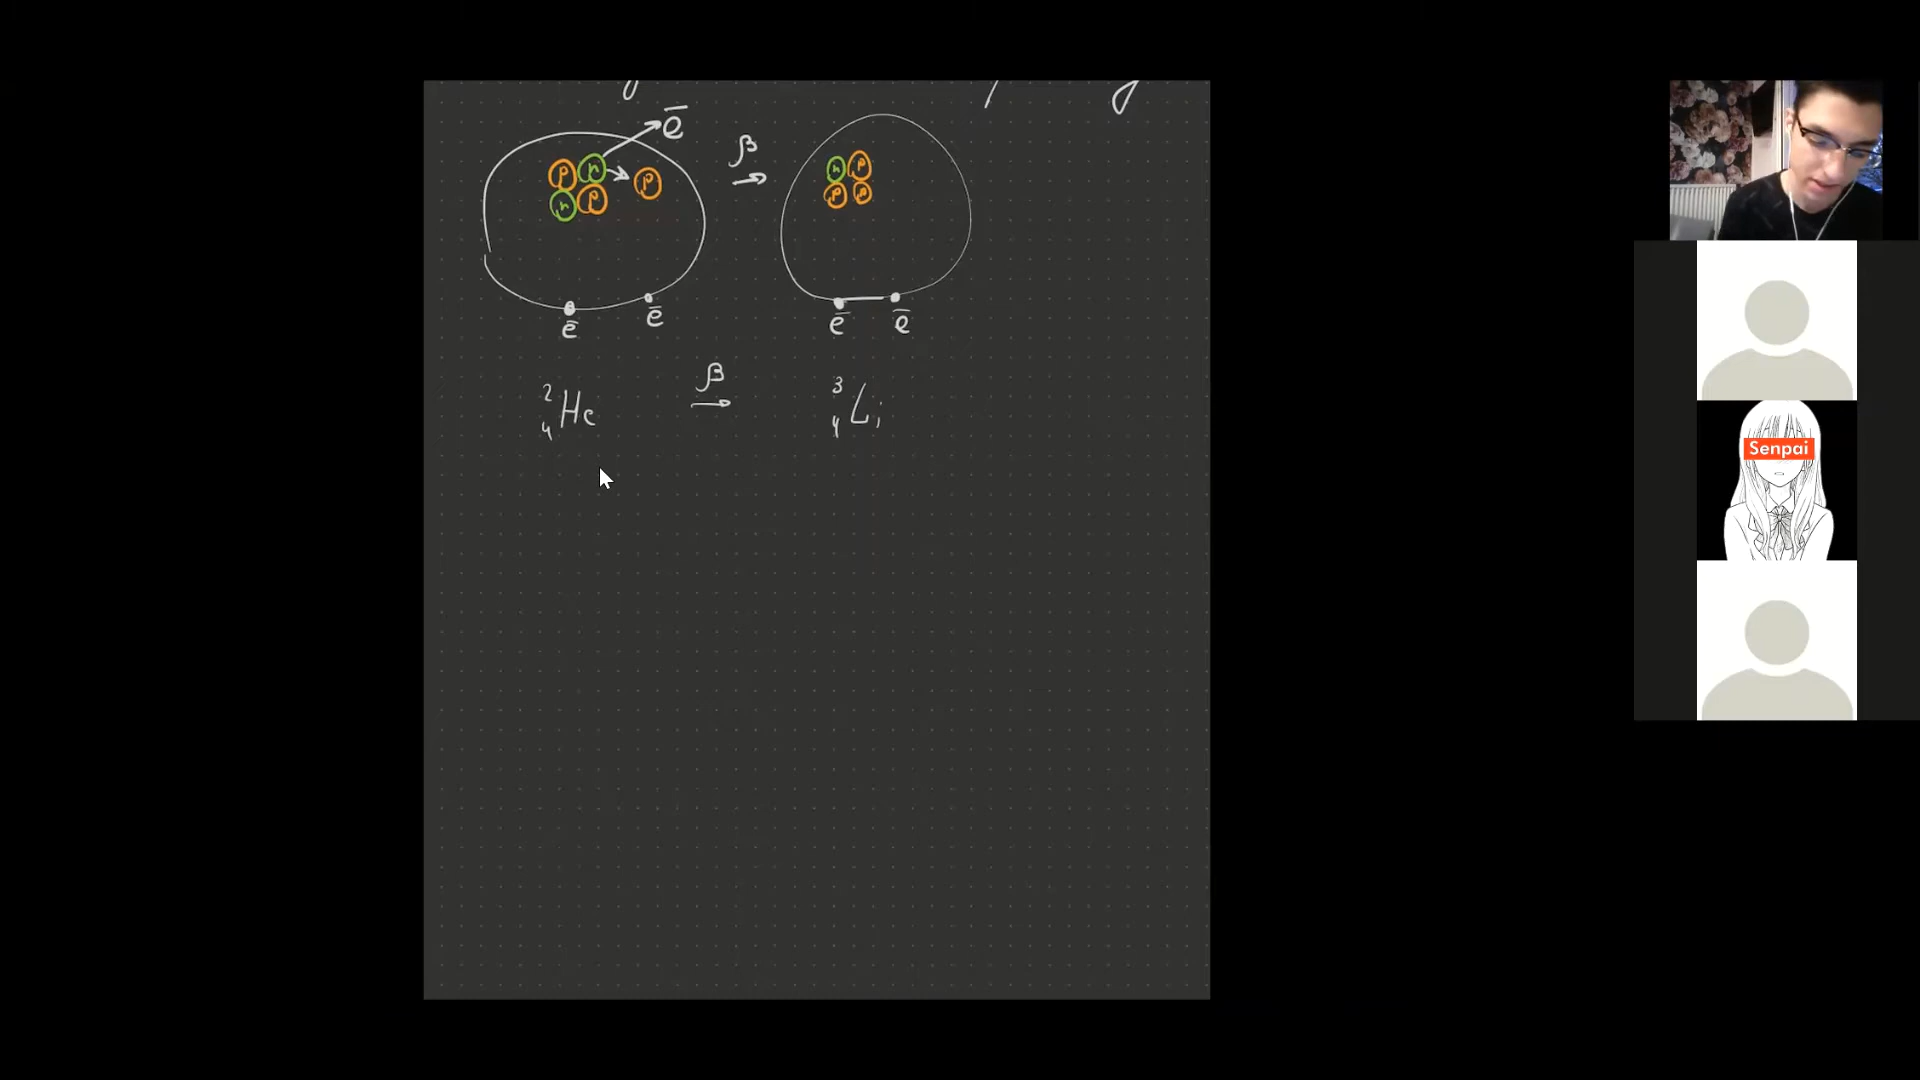 e̅
β
p n p
n p
n p
p p
→
e̅ e̅
e̅ e̅
β
→
2
4 He
3
4 Li
Senpai